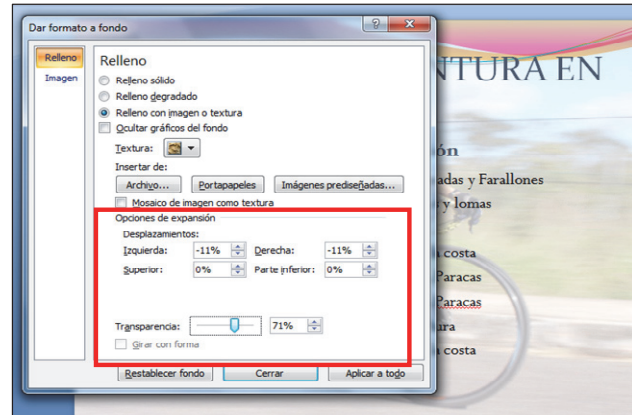 Dar formato a fondo
Relleno
Imagen
Relleno
Relleno sólido
Relleno degradado
Relleno con imagen o textura
Ocultar gráficos del fondo
Textura:
Insertar de:
Archivo... Portapapeles Imágenes prediseñadas...
Mosaico de imagen como textura
Opciones de expansión
Desplazamientos:
Izquierda: -11% Derecha: -11%
Superior: 0% Parte inferior: 0%
Transparencia: 71%
Girar con forma
Restablecer fondo Cerrar Aplicar a todo
NTURA EN
ón
adas y Farallones
y lomas
a costa
Paracas
Paracas
ura
a costa